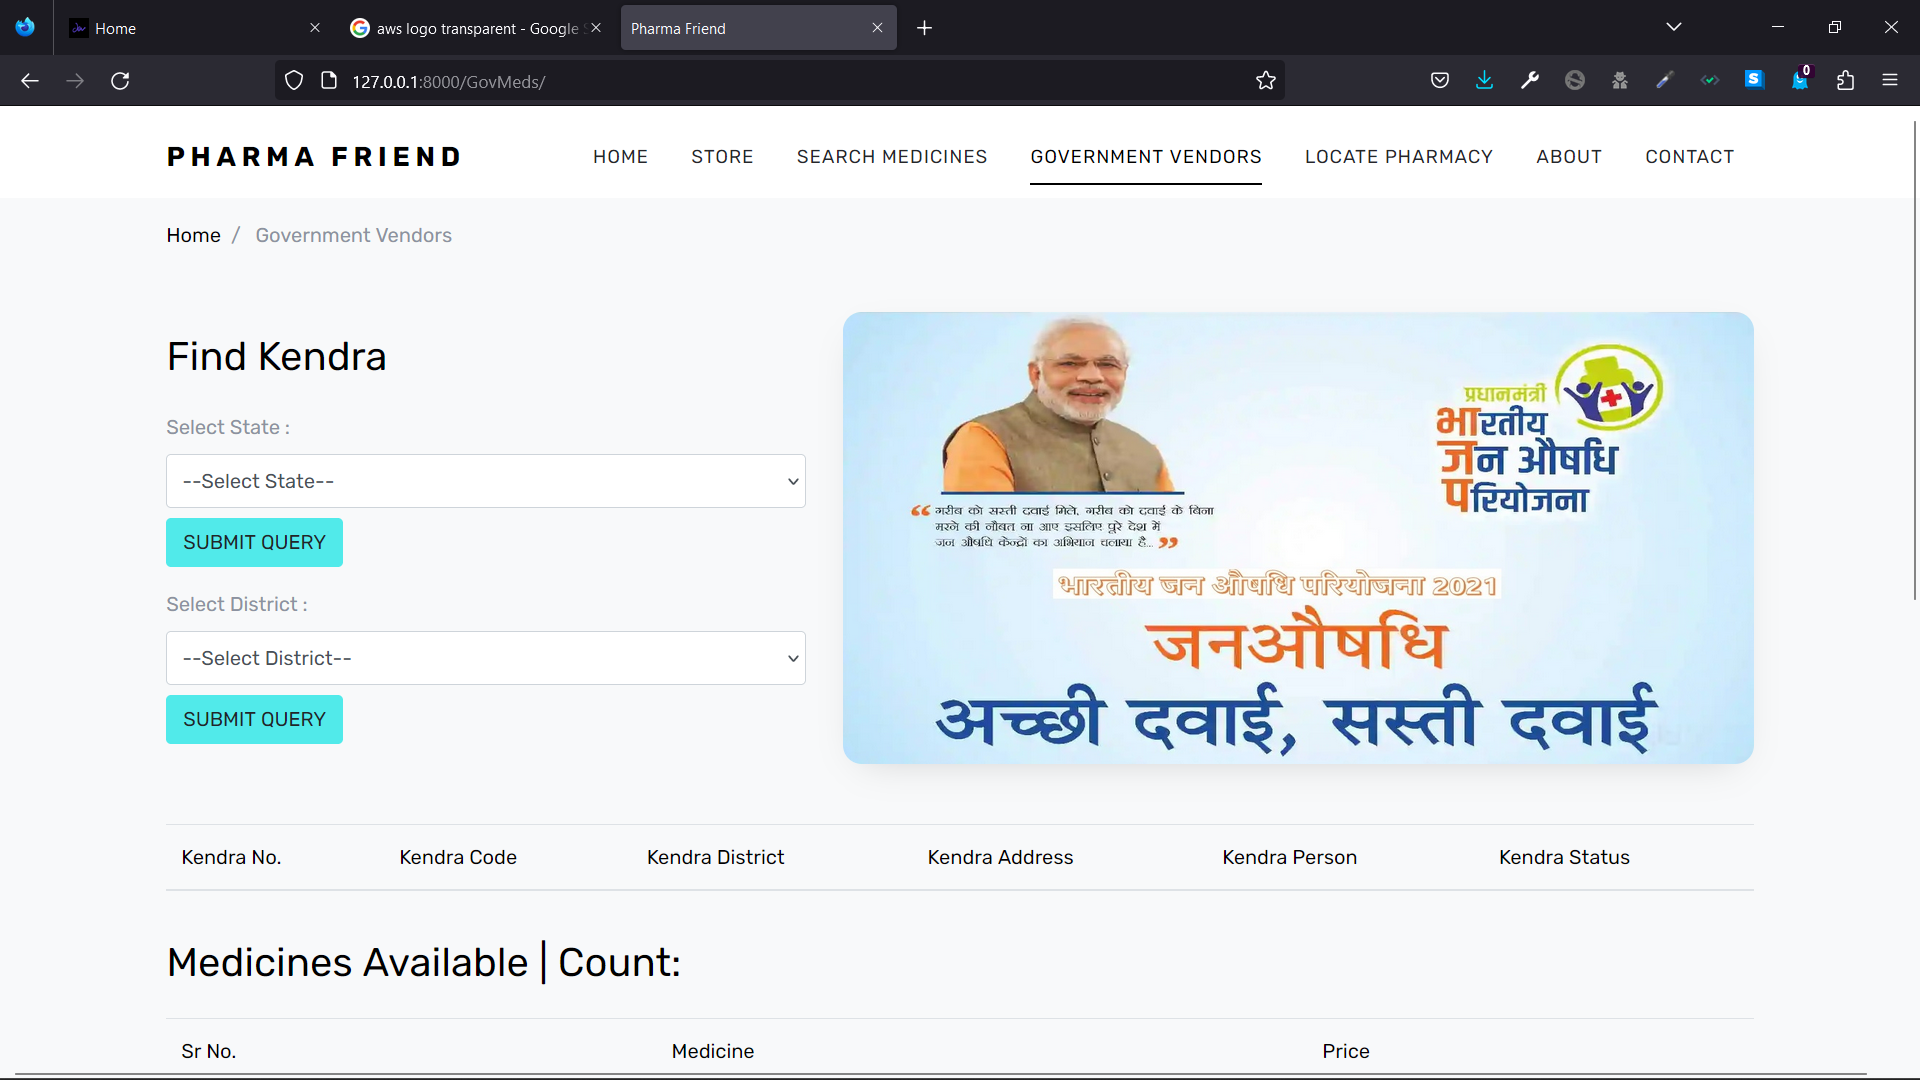 Home
aws logo transparent - Google
Pharma Friend
127.0.0.1:8000/GovMeds/
S
0
PHARMA FRIEND
HOME
STORE
SEARCH MEDICINES
GOVERNMENT VENDORS
LOCATE PHARMACY
ABOUT
CONTACT
Home / Government Vendors
Find Kendra
Select State :
--Select State--
SUBMIT QUERY
Select District :
--Select District--
SUBMIT QUERY
प्रधानमंत्री
भारतीय
जन औषधि
परियोजना
“ गरीब को सस्ती दवाई मिले, गरीब को दवाई के बिना
मरने की नौबत ना आए इसलिए पूरे देश में
जन औषधि केन्द्रों का अभियान चलाया है... ”
भारतीय जन औषधि परियोजना 2021
जनऔषधि
अच्छी दवाई, सस्ती दवाई
Kendra No. Kendra Code Kendra District Kendra Address Kendra Person Kendra Status
Medicines Available | Count:
Sr No. Medicine Price